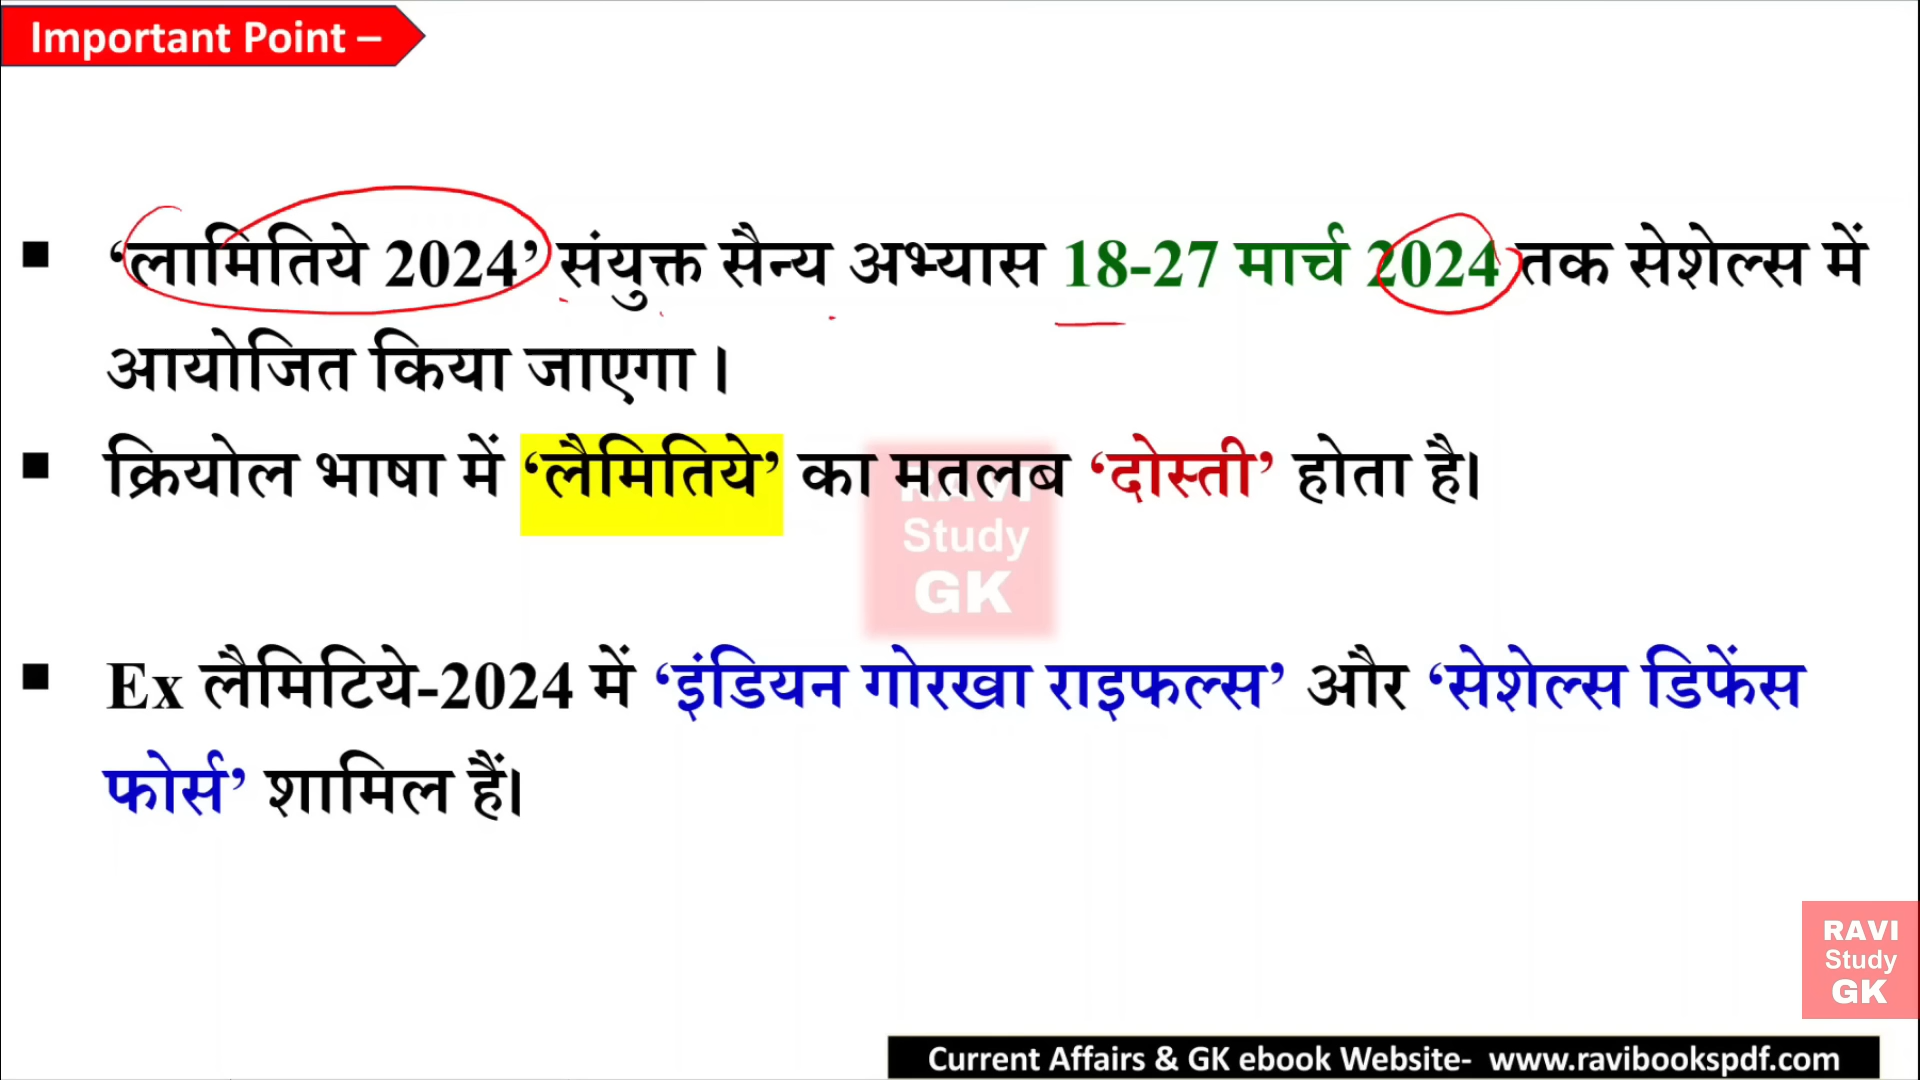 Important Point –
▪ ‘लामितिये 2024’ संयुक्त सैन्य अभ्यास 18-27 मार्च 2024 तक सेशेल्स में
आयोजित किया जाएगा ।
▪ क्रियोल भाषा में ‘लैमितिये’ का मतलब ‘दोस्ती’ होता है।
RAVI
Study
GK
▪ Ex लैमिटिये-2024 में ‘इंडियन गोरखा राइफल्स’ और ‘सेशेल्स डिफेंस
फोर्स’ शामिल हैं।
RAVI
Study
GK
Current Affairs & GK ebook Website- www.ravibookspdf.com